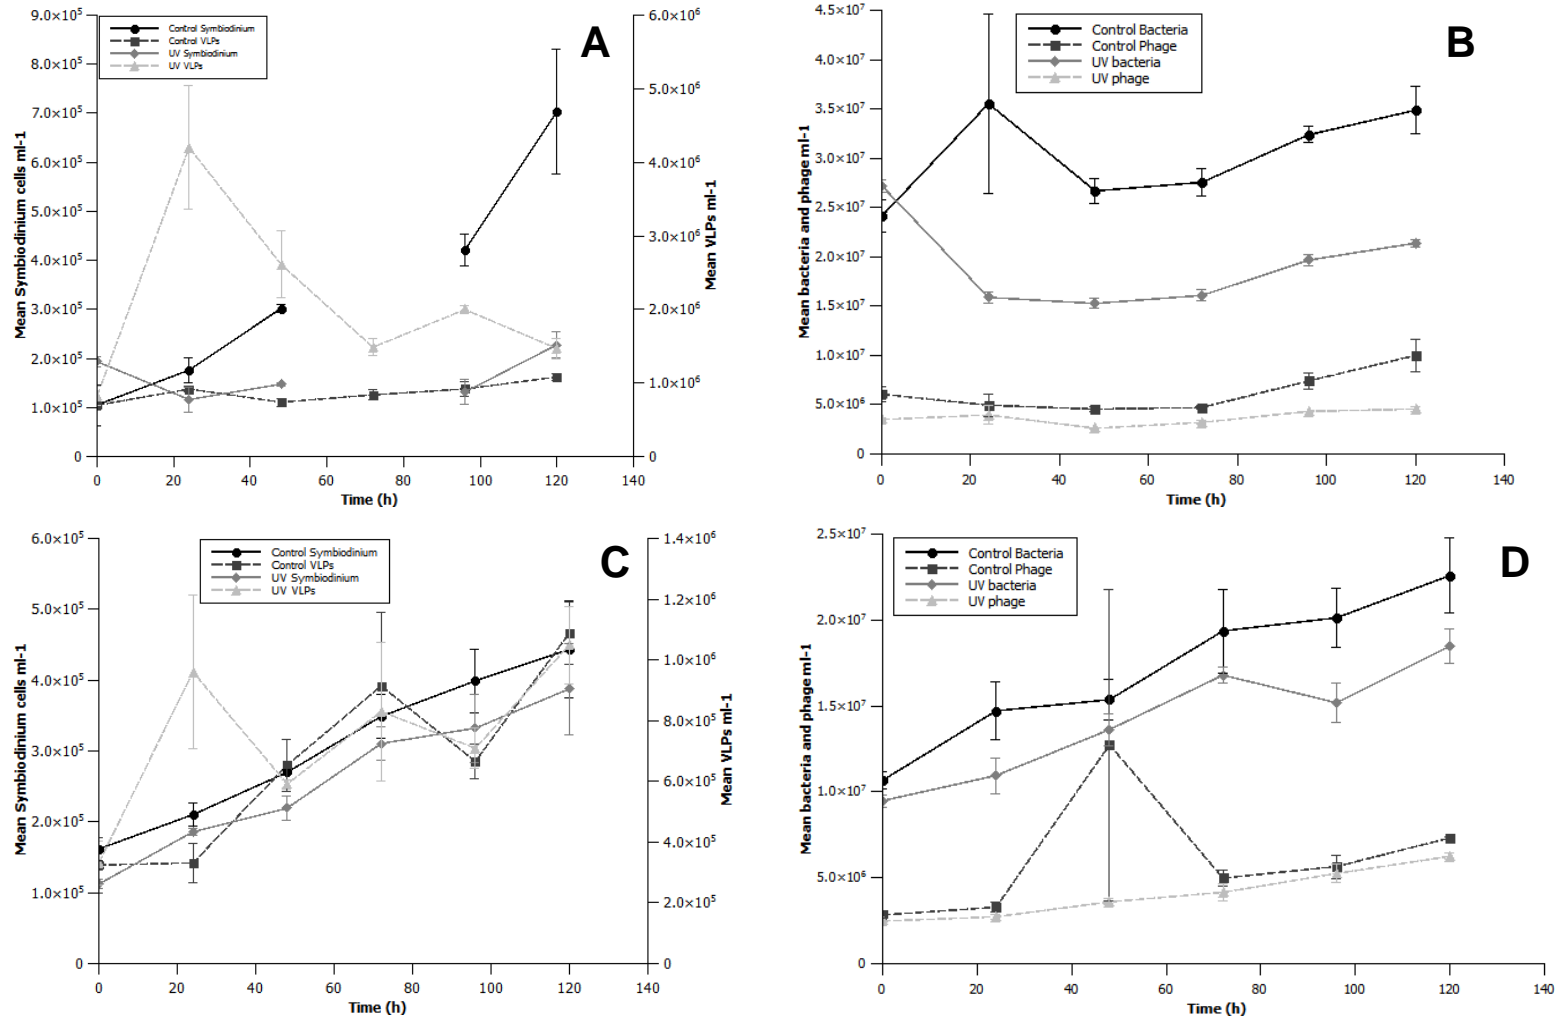 A
Control Symbiodinium
Control VLPs
UV Symbiodinium
UV VLPs
Mean Symbiodinium cells ml-1
9.0×10⁵
8.0×10⁵
7.0×10⁵
6.0×10⁵
5.0×10⁵
4.0×10⁵
3.0×10⁵
2.0×10⁵
1.0×10⁵
0
Mean VLPs ml-1
6.0×10⁶
5.0×10⁶
4.0×10⁶
3.0×10⁶
2.0×10⁶
1.0×10⁶
0
0 20 40 60 80 100 120 140
Time (h)
B
Control Bacteria
Control Phage
UV bacteria
UV phage
Mean bacteria and phage ml-1
4.5×10⁷
4.0×10⁷
3.5×10⁷
3.0×10⁷
2.5×10⁷
2.0×10⁷
1.5×10⁷
1.0×10⁷
5.0×10⁶
0
0 20 40 60 80 100 120 140
Time (h)
C
Control Symbiodinium
Control VLPs
UV Symbiodinium
UV VLPs
Mean Symbiodinium cells ml-1
6.0×10⁵
5.0×10⁵
4.0×10⁵
3.0×10⁵
2.0×10⁵
1.0×10⁵
0
Mean VLPs ml-1
1.4×10⁶
1.2×10⁶
1.0×10⁶
8.0×10⁵
6.0×10⁵
4.0×10⁵
2.0×10⁵
0
0 20 40 60 80 100 120 140
Time (h)
D
Control Bacteria
Control Phage
UV bacteria
UV phage
Mean bacteria and phage ml-1
2.5×10⁷
2.0×10⁷
1.5×10⁷
1.0×10⁷
5.0×10⁶
0
0 20 40 60 80 100 120 140
Time (h)